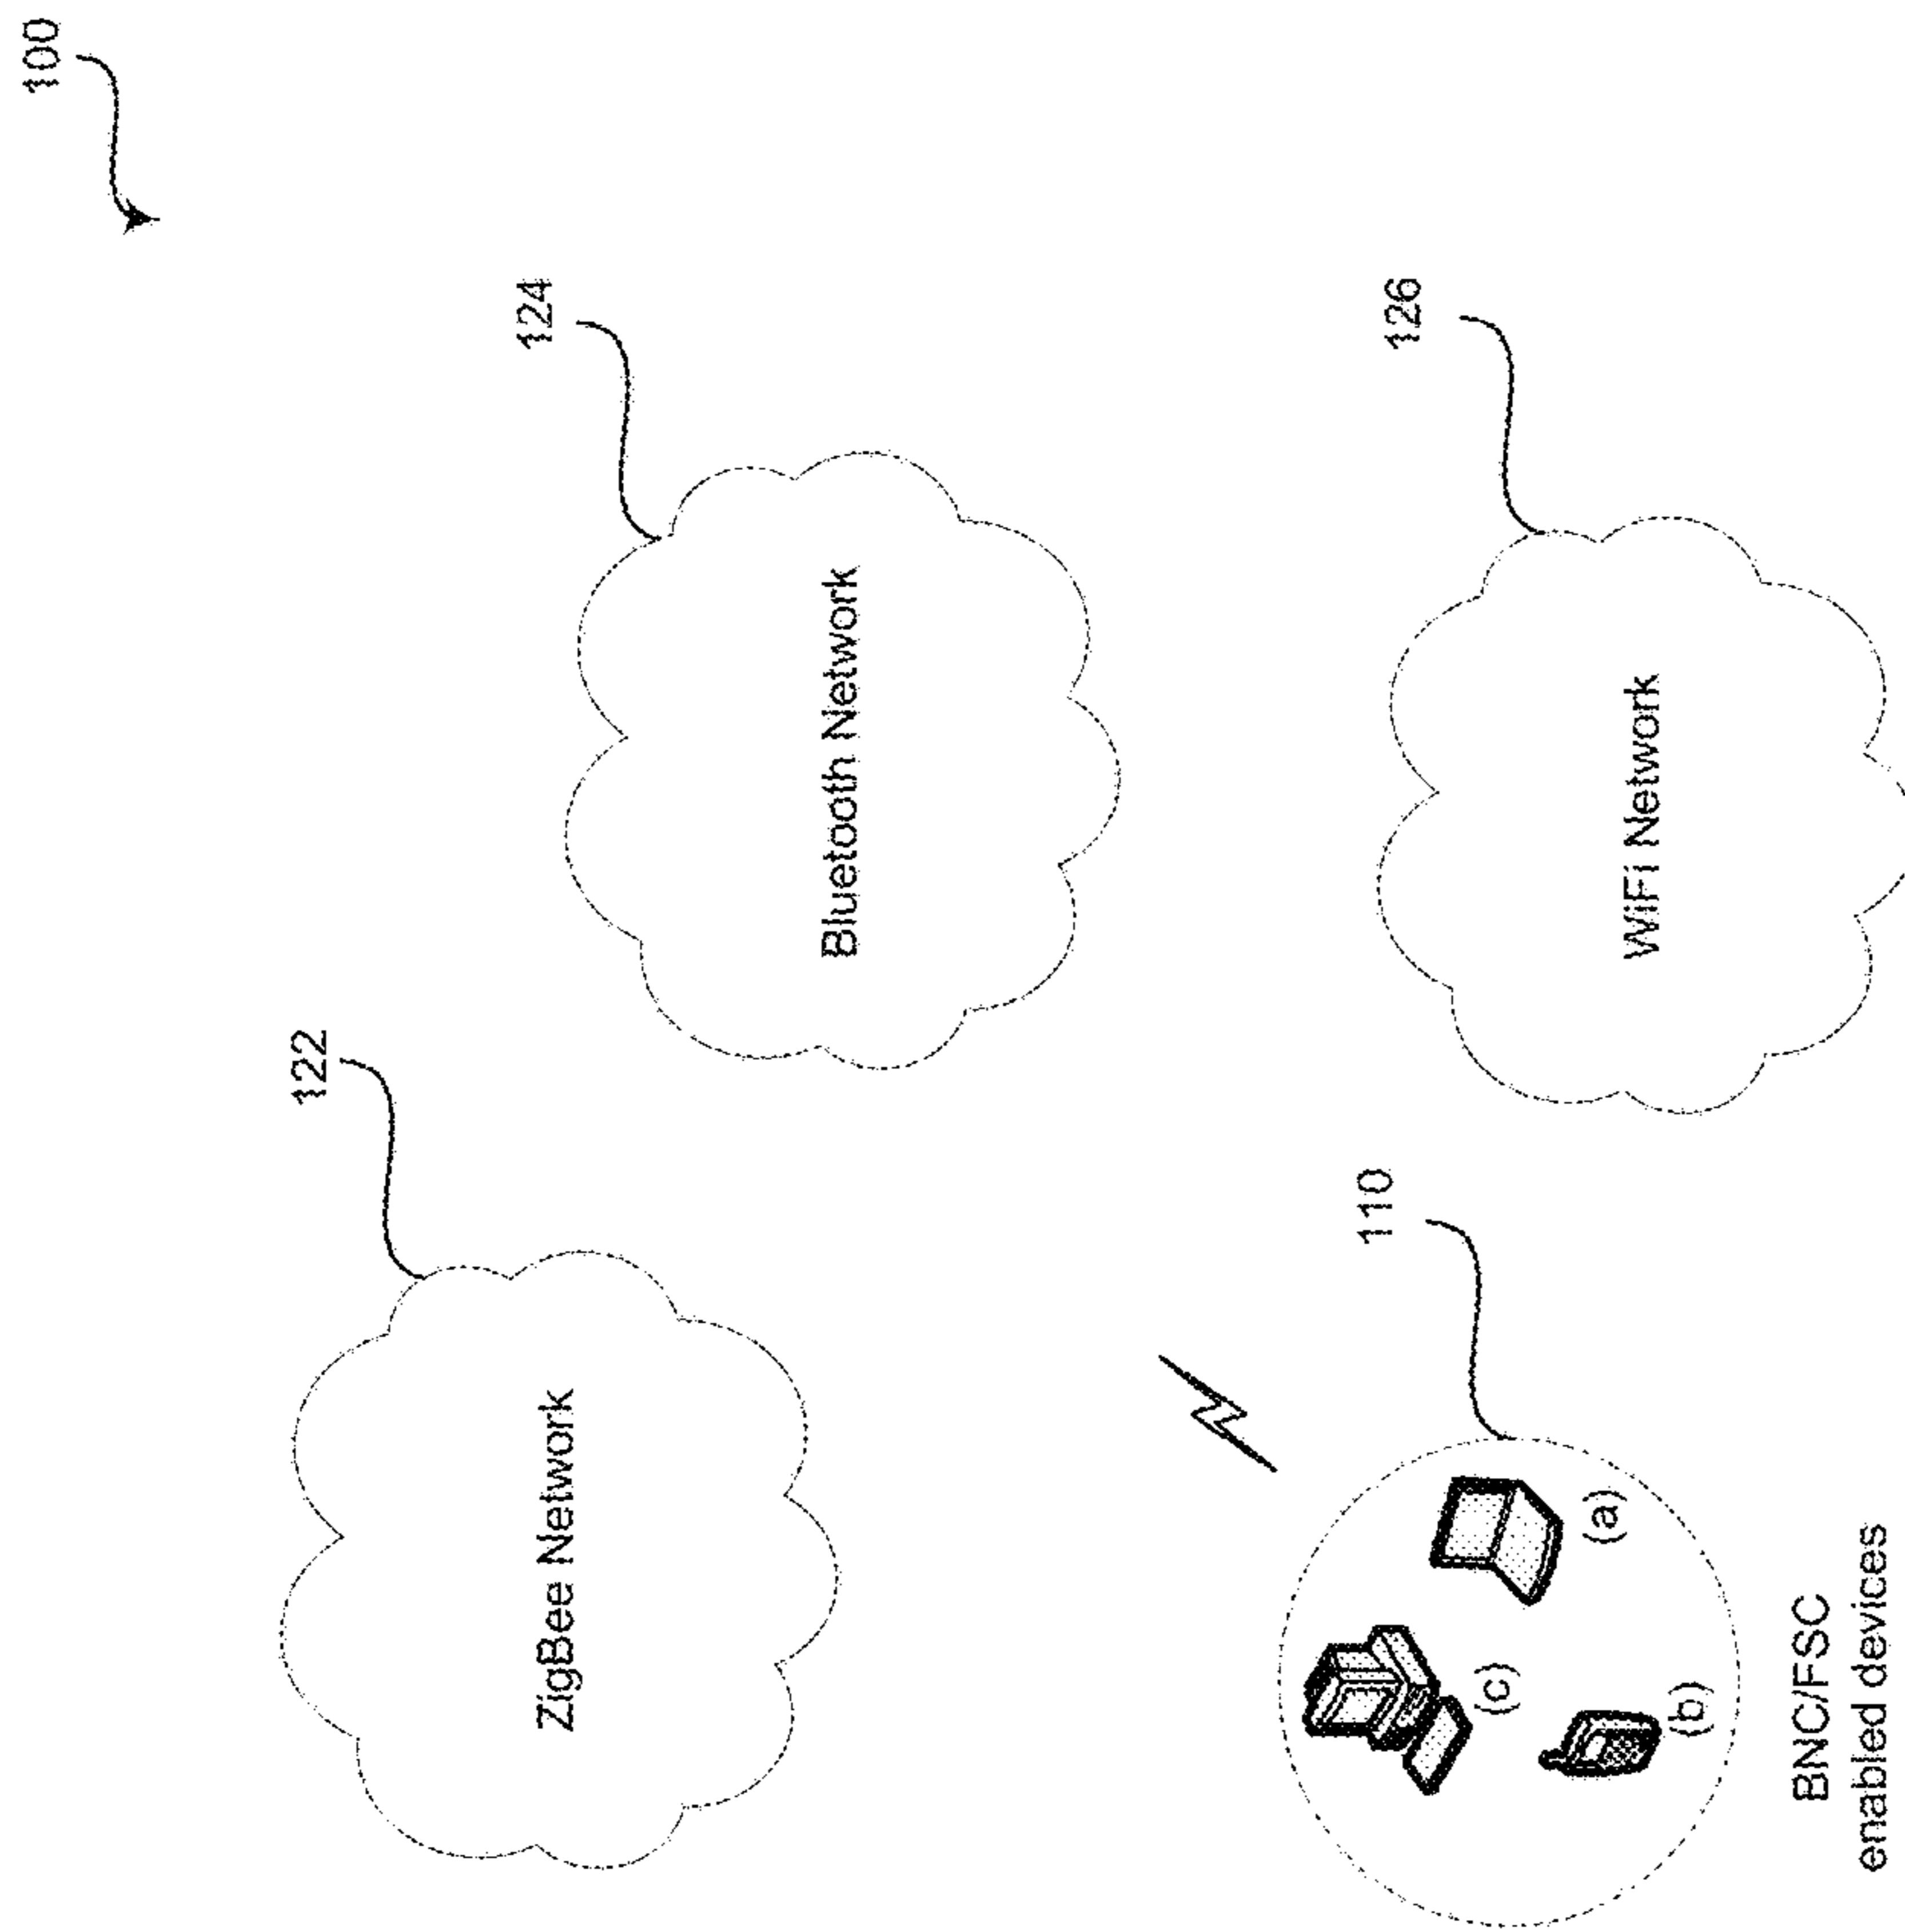 100
122
ZigBee Network
124
Bluetooth Network
110
(c)
(a)
(b)
BNC/FSC
enabled devices
126
WiFi Network